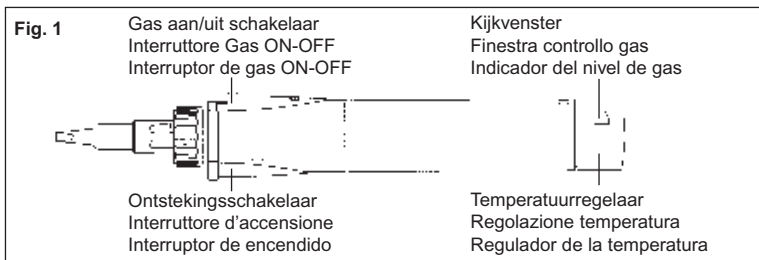 Fig. 1
Gas aan/uit schakelaar
Interruttore Gas ON-OFF
Interruptor de gas ON-OFF
Kijkvenster
Finestra controllo gas
Indicador del nivel de gas
Ontstekingsschakelaar
Interruttore d'accensione
Interruptor de encendido
Temperatuurregelaar
Regolazione temperatura
Regulador de la temperatura